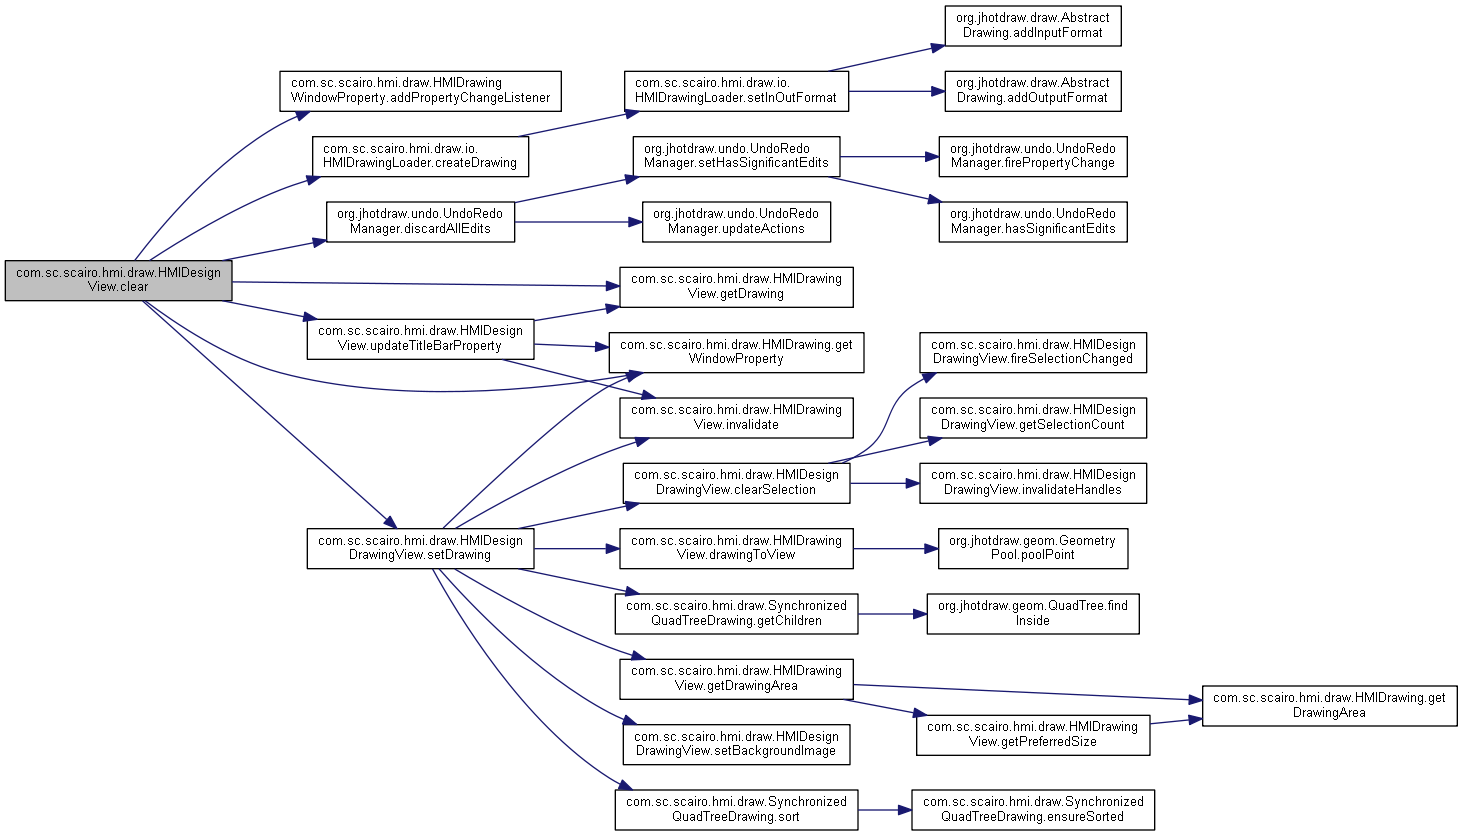 com.sc.scairo.hmi.draw.HMIDesign
View.clear
com.sc.scairo.hmi.draw.HMIDrawing
WindowProperty.addPropertyChangeListener
com.sc.scairo.hmi.draw.io.
HMIDrawingLoader.createDrawing
org.jhotdraw.undo.UndoRedo
Manager.discardAllEdits
com.sc.scairo.hmi.draw.HMIDesign
View.updateTitleBarProperty
com.sc.scairo.hmi.draw.HMIDesign
DrawingView.setDrawing
com.sc.scairo.hmi.draw.io.
HMIDrawingLoader.setInOutFormat
org.jhotdraw.undo.UndoRedo
Manager.setHasSignificantEdits
org.jhotdraw.undo.UndoRedo
Manager.updateActions
com.sc.scairo.hmi.draw.HMIDrawing
View.getDrawing
com.sc.scairo.hmi.draw.HMIDrawing.get
WindowProperty
com.sc.scairo.hmi.draw.HMIDrawing
View.invalidate
com.sc.scairo.hmi.draw.HMIDesign
DrawingView.clearSelection
com.sc.scairo.hmi.draw.HMIDrawing
View.drawingToView
com.sc.scairo.hmi.draw.Synchronized
QuadTreeDrawing.getChildren
com.sc.scairo.hmi.draw.HMIDrawing
View.getDrawingArea
com.sc.scairo.hmi.draw.HMIDesign
DrawingView.setBackgroundImage
com.sc.scairo.hmi.draw.Synchronized
QuadTreeDrawing.sort
org.jhotdraw.draw.Abstract
Drawing.addInputFormat
org.jhotdraw.draw.Abstract
Drawing.addOutputFormat
org.jhotdraw.undo.UndoRedo
Manager.firePropertyChange
org.jhotdraw.undo.UndoRedo
Manager.hasSignificantEdits
com.sc.scairo.hmi.draw.HMIDesign
DrawingView.fireSelectionChanged
com.sc.scairo.hmi.draw.HMIDesign
DrawingView.getSelectionCount
com.sc.scairo.hmi.draw.HMIDesign
DrawingView.invalidateHandles
org.jhotdraw.geom.Geometry
Pool.poolPoint
org.jhotdraw.geom.QuadTree.find
Inside
com.sc.scairo.hmi.draw.HMIDrawing
View.getPreferredSize
com.sc.scairo.hmi.draw.Synchronized
QuadTreeDrawing.ensureSorted
com.sc.scairo.hmi.draw.HMIDrawing.get
DrawingArea